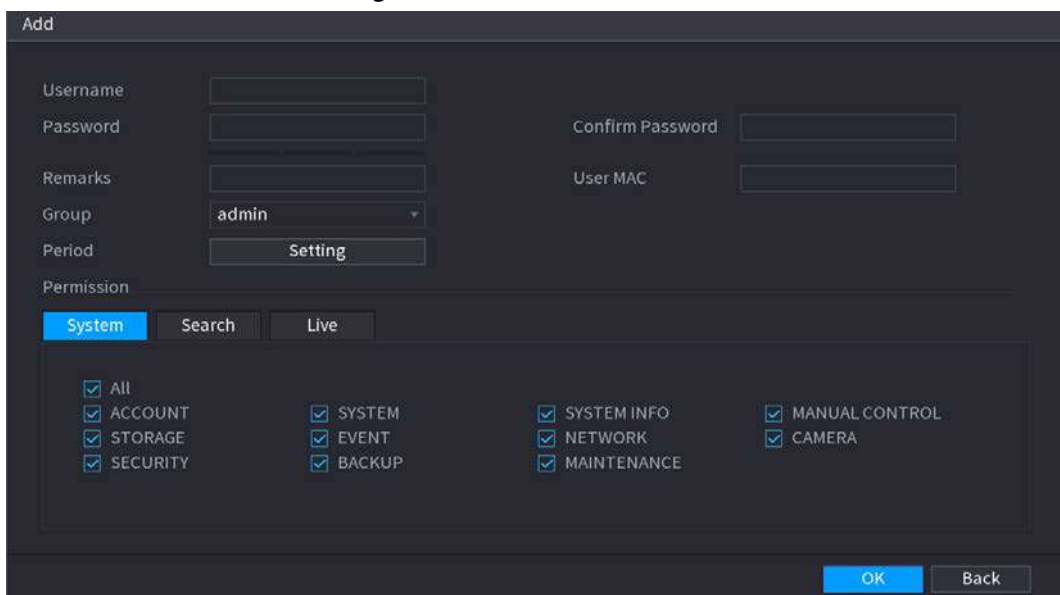 Add
Username
Password Confirm Password
Remarks User MAC
Group admin
Period Setting
Permission
System Search Live
All
ACCOUNT SYSTEM SYSTEM INFO MANUAL CONTROL
STORAGE EVENT NETWORK CAMERA
SECURITY BACKUP MAINTENANCE
OK Back